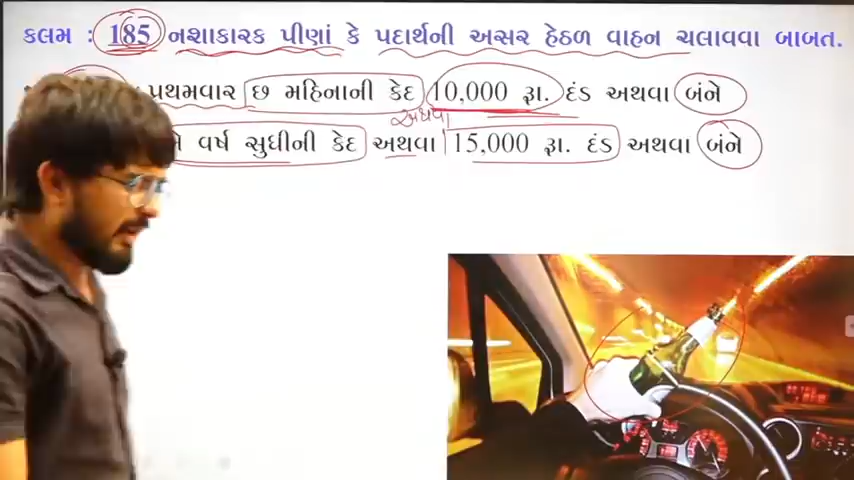 કલમ : 185 નશાકારક પીણાં કે પદાર્થની અસર હેઠળ વાહન ચલાવવા બાબત.
પ્રથમવાર છ મહિનાની કેદ 10,000 રૂા. દંડ અથવા બંને
અથવા
વર્ષ સુધીની કેદ અથવા 15,000 રૂા. દંડ અથવા બંને